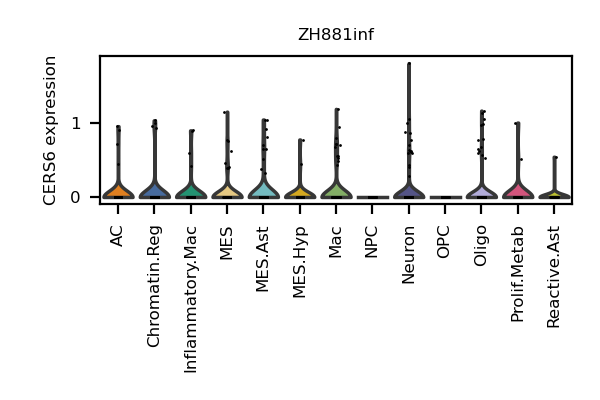 ZH881inf
CERS6 expression
1
0
AC
Chromatin.Reg
Inflammatory.Mac
MES
MES.Ast
MES.Hyp
Mac
NPC
Neuron
OPC
Oligo
Prolif.Metab
Reactive.Ast